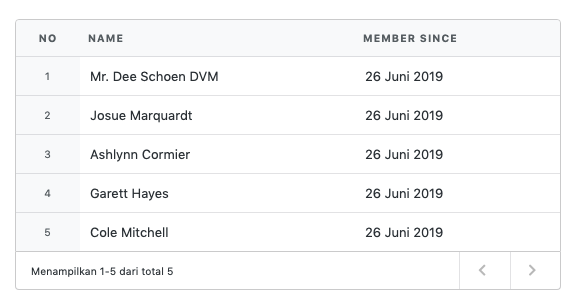 NO NAME MEMBER SINCE
1 Mr. Dee Schoen DVM 26 Juni 2019
2 Josue Marquardt 26 Juni 2019
3 Ashlynn Cormier 26 Juni 2019
4 Garett Hayes 26 Juni 2019
5 Cole Mitchell 26 Juni 2019
Menampilkan 1-5 dari total 5